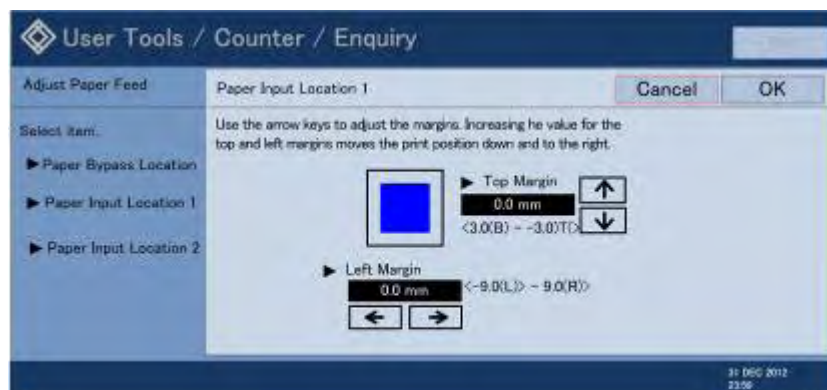 User Tools / Counter / Enquiry
Adjust Paper Feed
Paper Input Location 1
Cancel
OK
Select item.
Paper Bypass Location
Paper Input Location 1
Paper Input Location 2
Use the arrow keys to adjust the margins. Increasing he value for the
top and left margins moves the print position down and to the right.
Top Margin
0.0 mm
<3.0(B) ~ -3.0)T(>
Left Margin
0.0 mm
<-9.0(L)> ~ 9.0(R)>
31 DEC 2012
23:59